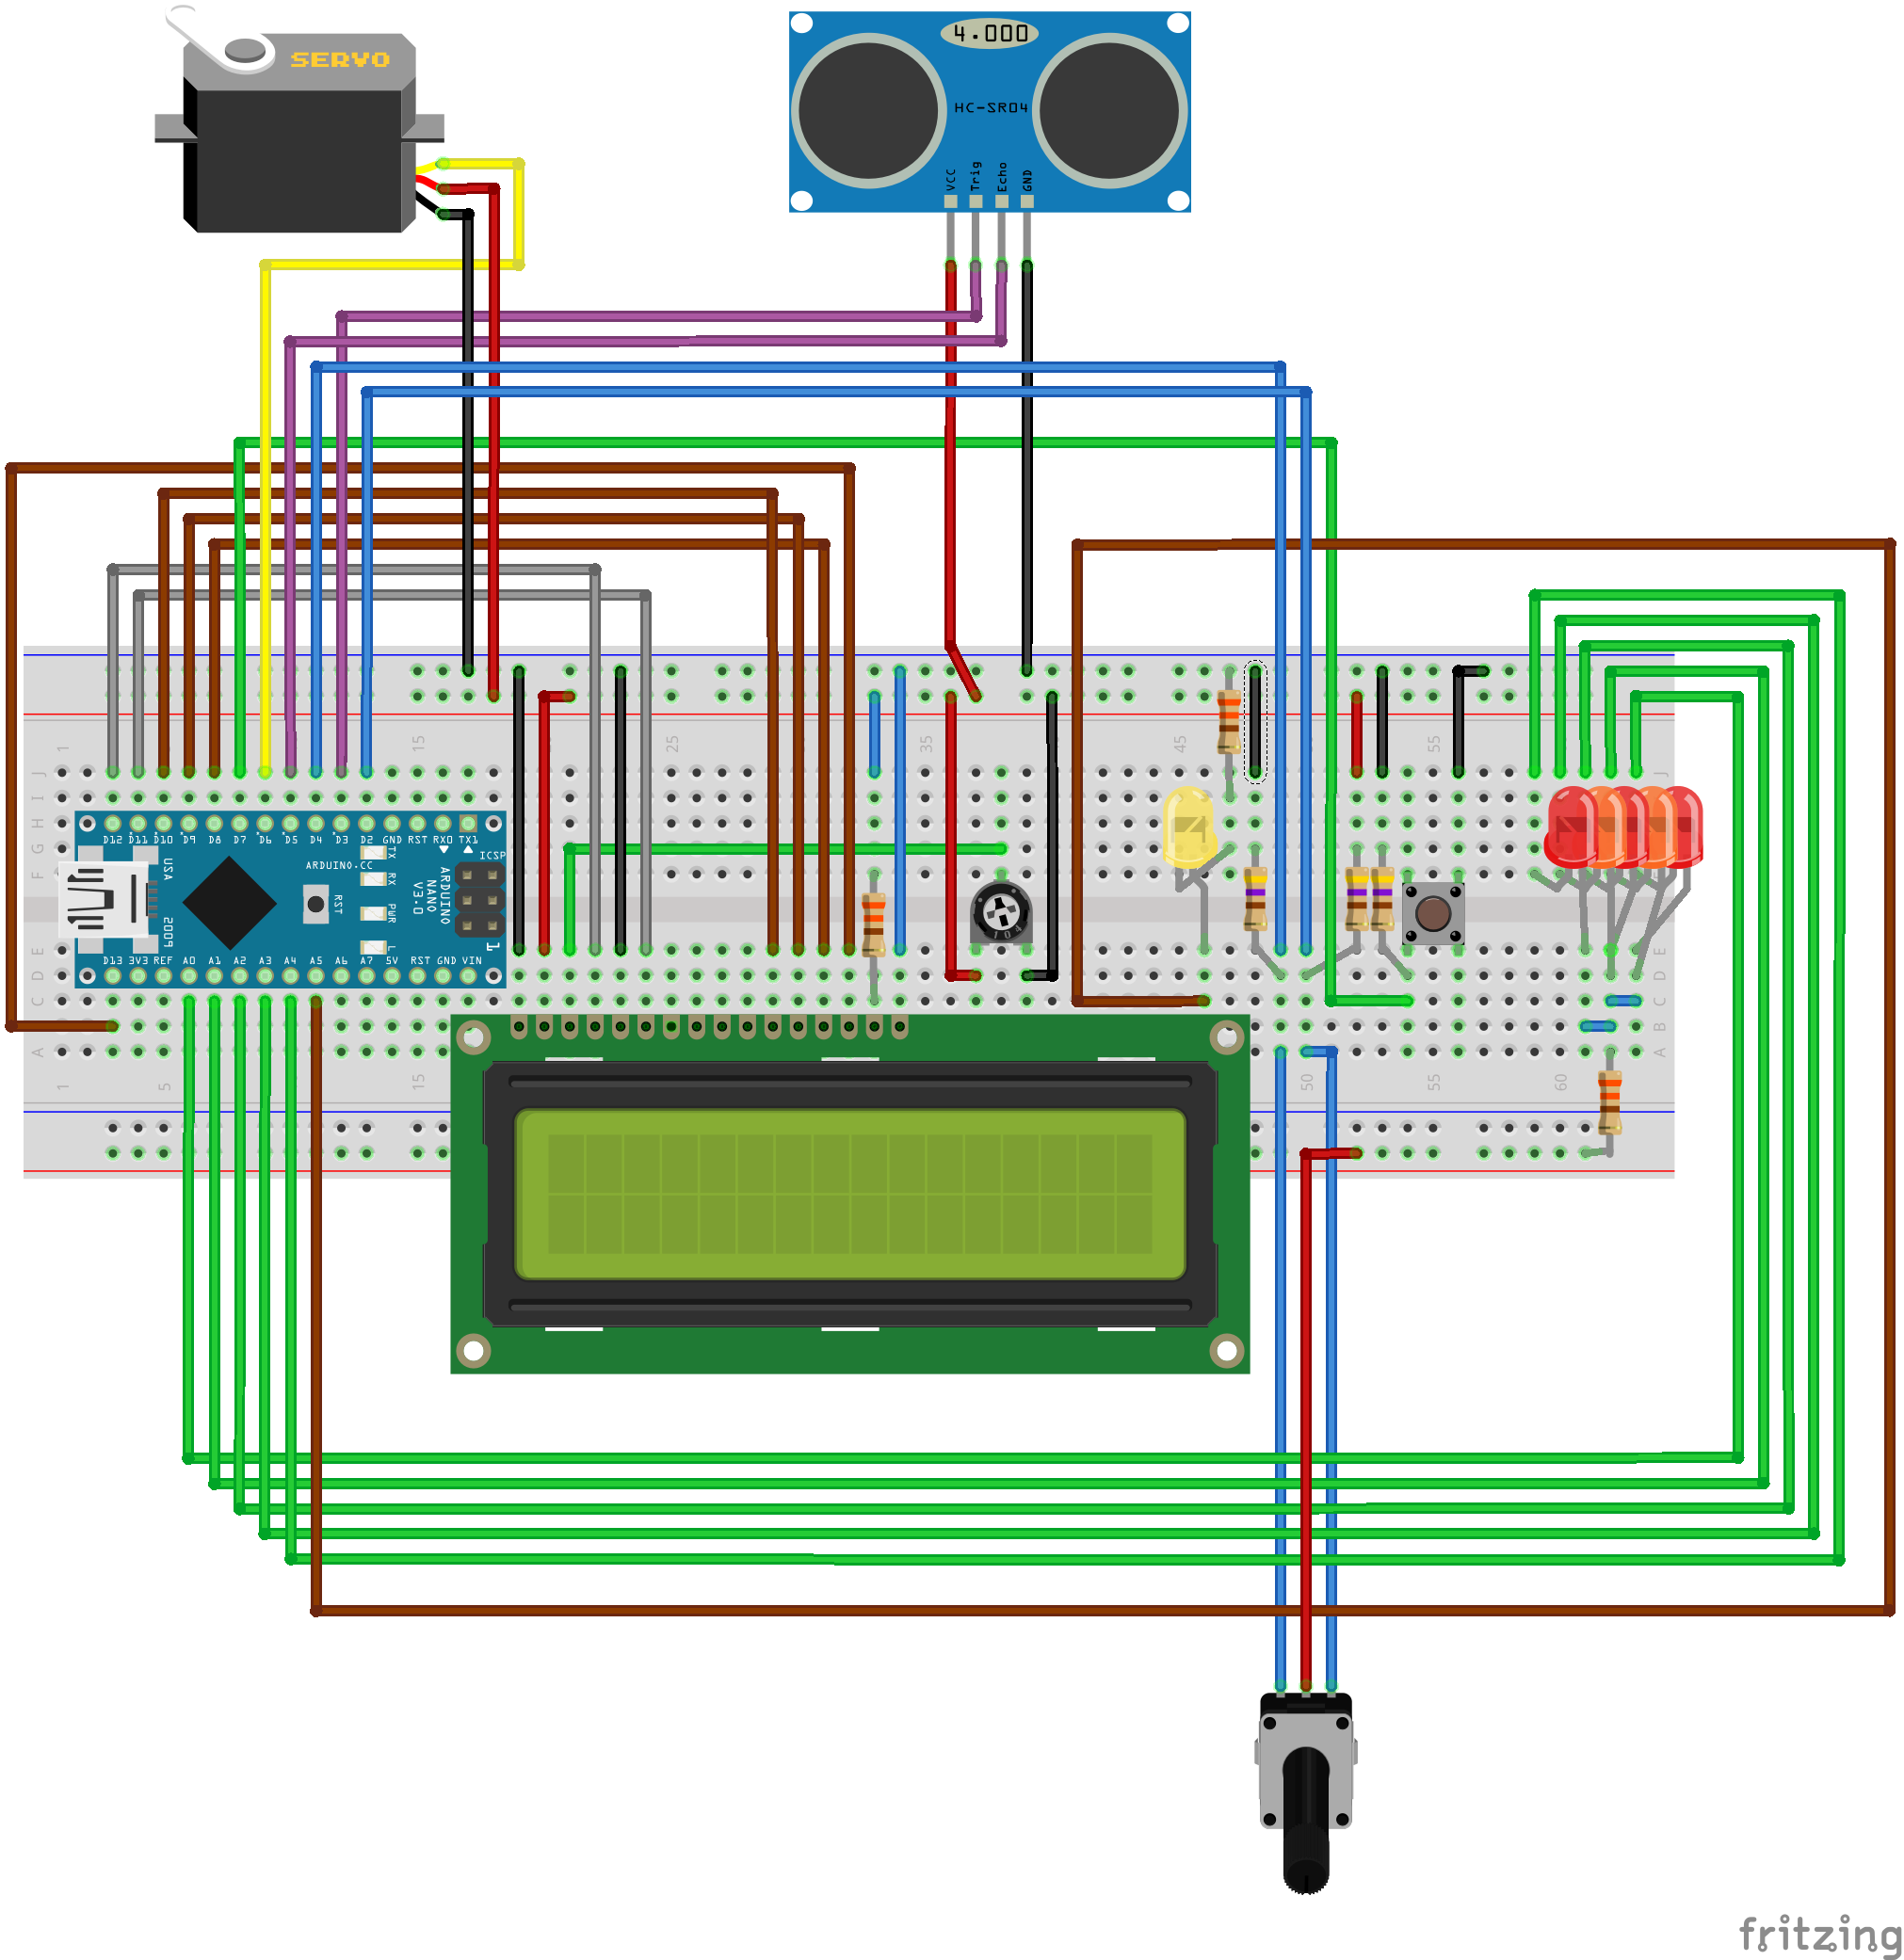 SERVO
4.000
HC-SR04
VCC
Trig
Echo
GND
1
15
25
35
45
55
J
J
I
H
G
F
D12 D11 D10 D9 D8 D7 D6 D5 D4 D3 D2 GND RST RX0 TX1
USA
2009
ARDUINO.CC
RST
TX
RX
PWR
L
ARDUINO
NANO
V3.0
ICSP
1
D13 3V3 REF A0 A1 A2 A3 A4 A5 A6 A7 5V RST GND VIN
104
E
D
C
B
A
E
D
C
B
A
1
5
15
50
55
60
fritzing